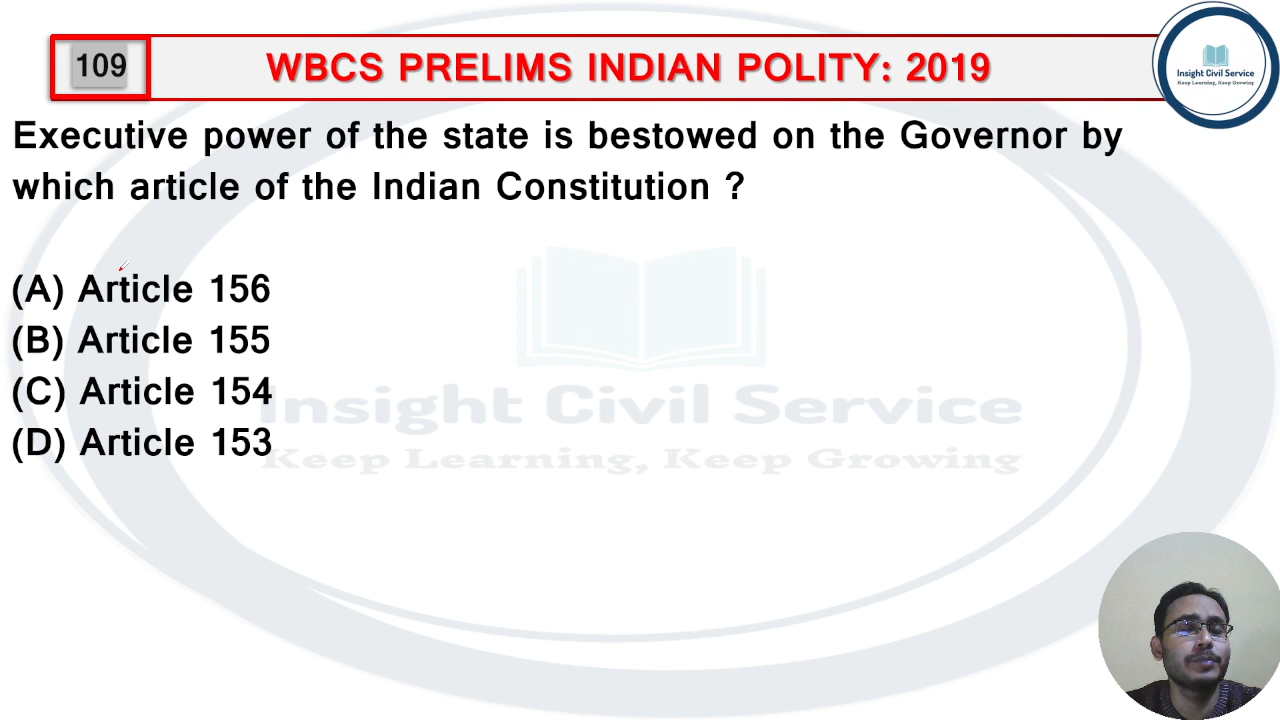 109
WBCS PRELIMS INDIAN POLITY: 2019
Insight Civil Service
Keep Learning, Keep Growing
Executive power of the state is bestowed on the Governor by
which article of the Indian Constitution ?
(A) Article 156
(B) Article 155
(C) Article 154
(D) Article 153
Insight Civil Service
Keep Learning, Keep Growing